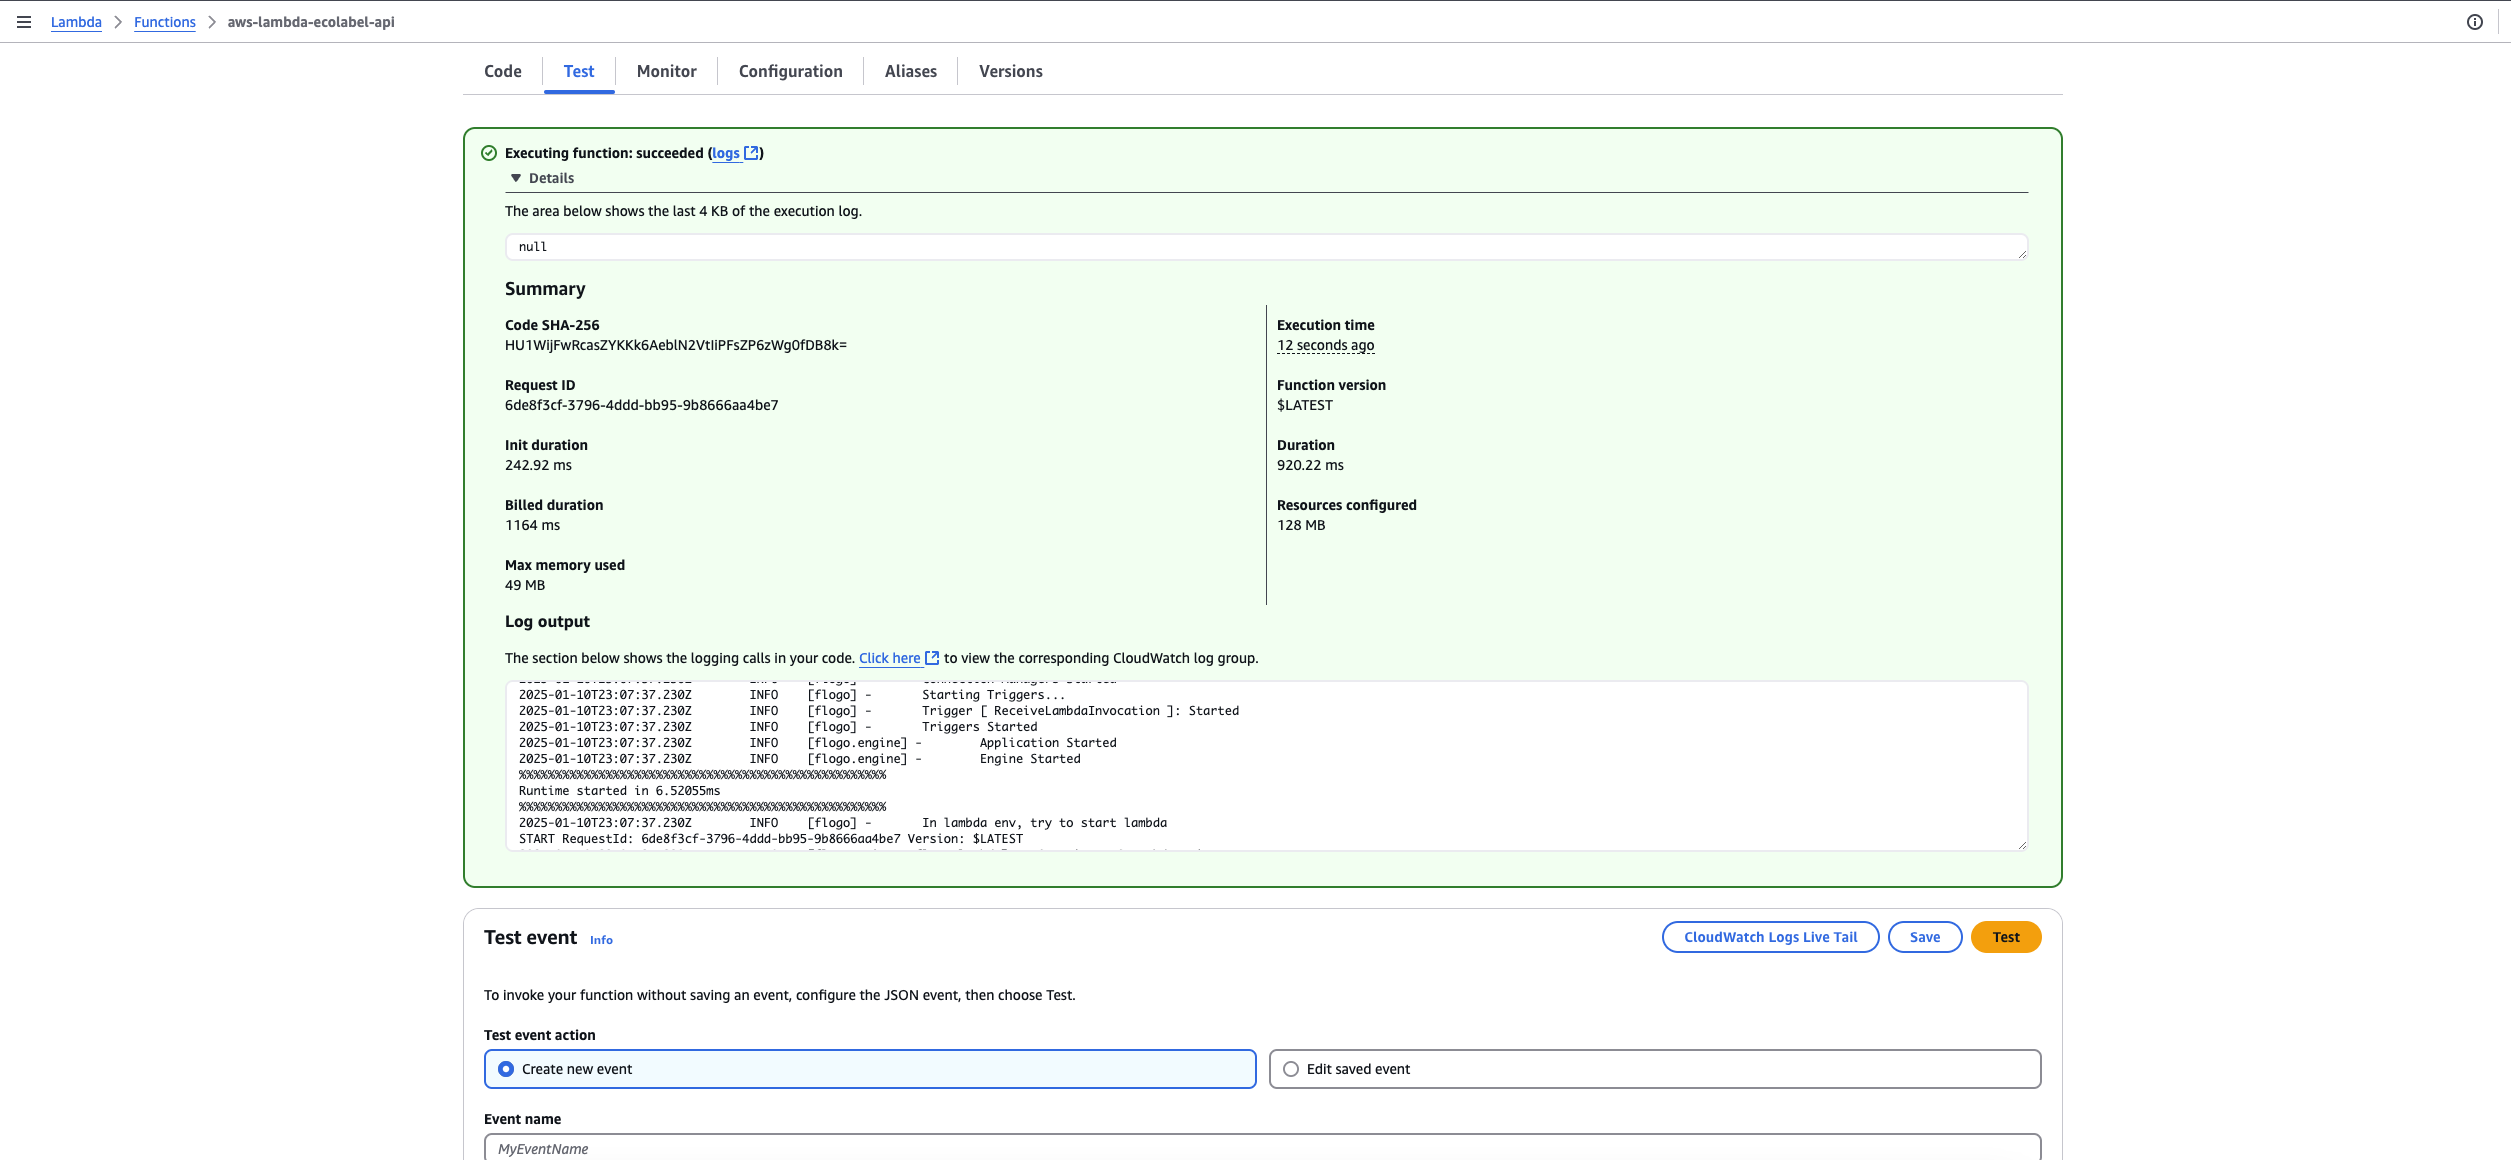 Lambda > Functions > aws-lambda-ecolabel-api
Code Test Monitor Configuration Aliases Versions
Executing function: succeeded (logs)
Details
The area below shows the last 4 KB of the execution log.
null
Summary
Code SHA-256
HU1WijFwRcasZYKKk6AeblN2VtIiPFsZP6zWg0fDB8k=
Execution time
12 seconds ago
Request ID
6de8f3cf-3796-4ddd-bb95-9b8666aa4be7
Function version
$LATEST
Init duration
242.92 ms
Duration
920.22 ms
Billed duration
1164 ms
Resources configured
128 MB
Max memory used
49 MB
Log output
The section below shows the logging calls in your code. Click here to view the corresponding CloudWatch log group.
2025-01-10T23:07:37.230Z INFO [flogo] - Starting Triggers...
2025-01-10T23:07:37.230Z INFO [flogo] - Trigger [ ReceiveLambdaInvocation ]: Started
2025-01-10T23:07:37.230Z INFO [flogo] - Triggers Started
2025-01-10T23:07:37.230Z INFO [flogo.engine] - Application Started
2025-01-10T23:07:37.230Z INFO [flogo.engine] - Engine Started
%%%%%%%%%%%%%%%%%%%%%%%%%%%%%%%%%%%%%%%%%%%%%%%%%%%
Runtime started in 6.52055ms
%%%%%%%%%%%%%%%%%%%%%%%%%%%%%%%%%%%%%%%%%%%%%%%%%%%
2025-01-10T23:07:37.230Z INFO [flogo] - In lambda env, try to start lambda
START RequestId: 6de8f3cf-3796-4ddd-bb95-9b8666aa4be7 Version: $LATEST
Test event Info
CloudWatch Logs Live Tail Save Test
To invoke your function without saving an event, configure the JSON event, then choose Test.
Test event action
Create new event
Edit saved event
Event name
MyEventName